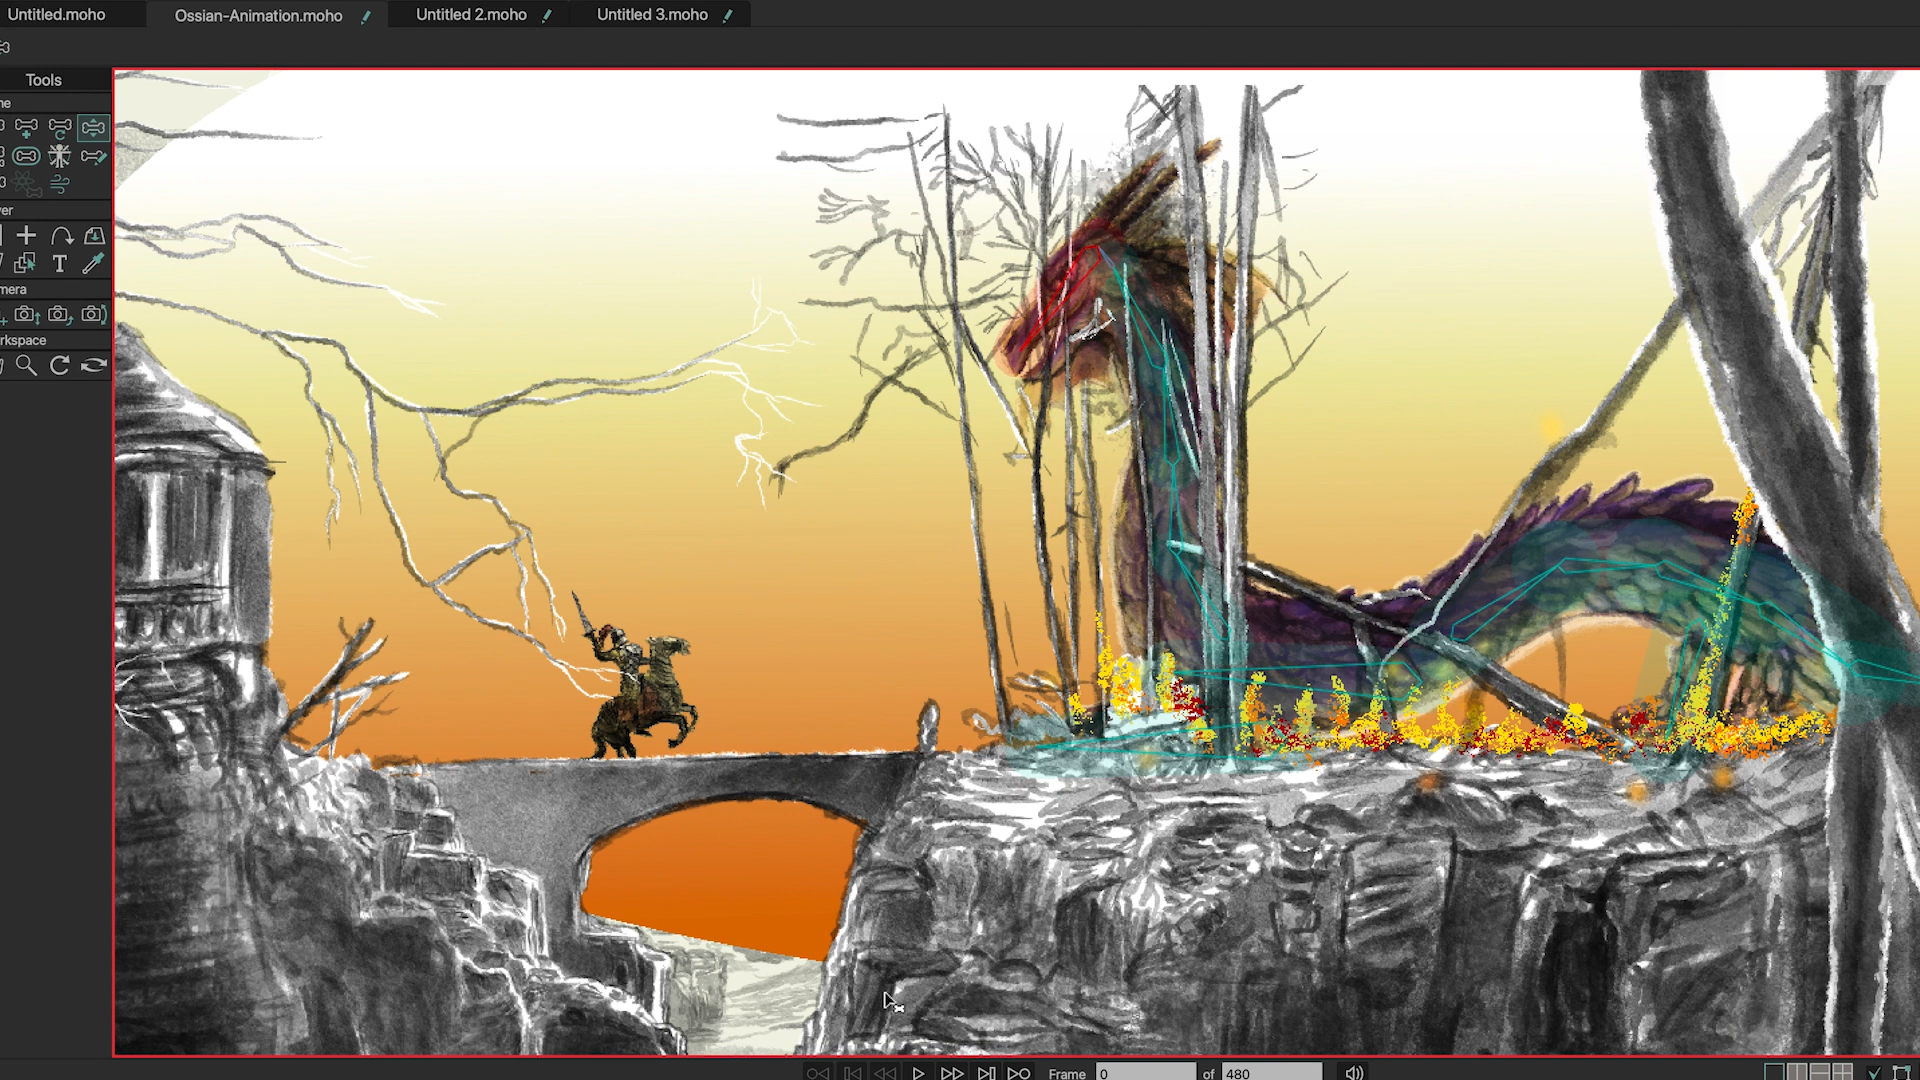 Untitled.moho
Ossian-Animation.moho
Untitled 2.moho
Untitled 3.moho
Tools
ne
yer
T
mera
rkspace
Frame 0 of 480